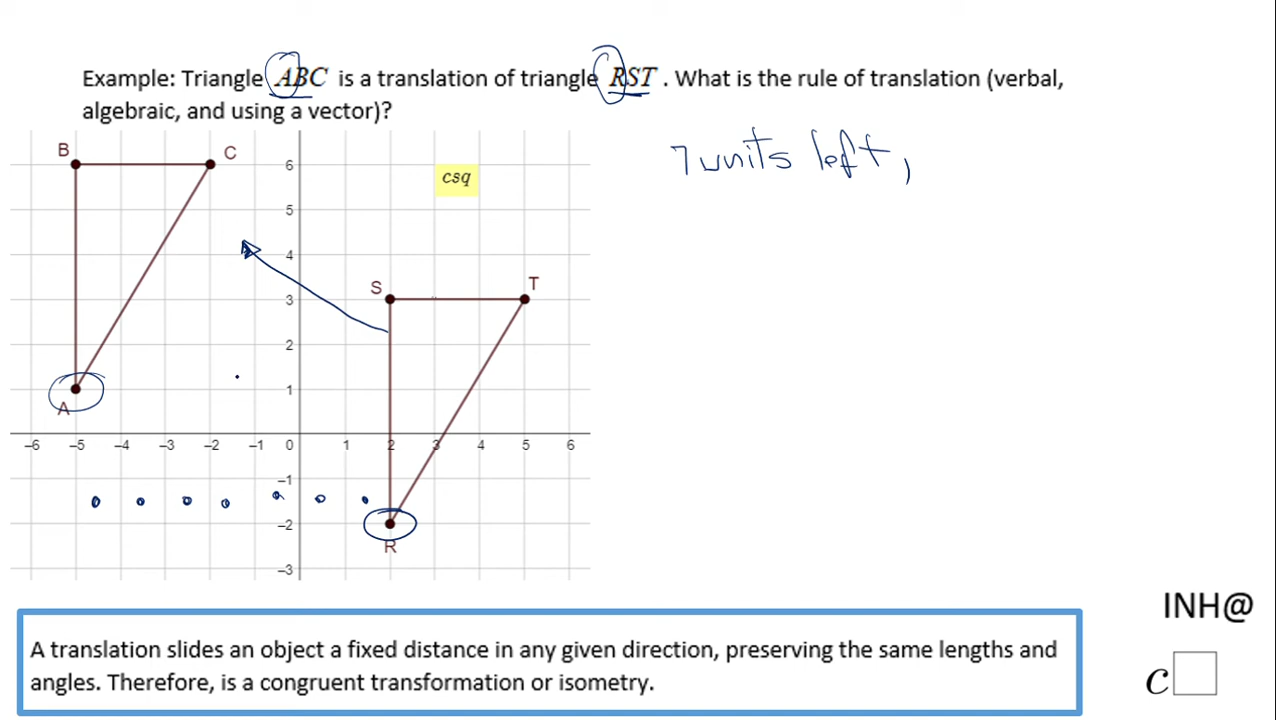 Example: Triangle ABC is a translation of triangle RST . What is the rule of translation (verbal,
algebraic, and using a vector)?
7 units left ,
B
C
csq
S
T
A
R
6
5
4
3
2
1
−6 −5 −4 −3 −2 −1 0 1 2 3 4 5 6
−1
−2
−3
INH@
A translation slides an object a fixed distance in any given direction, preserving the same lengths and
angles. Therefore, is a congruent transformation or isometry.
c